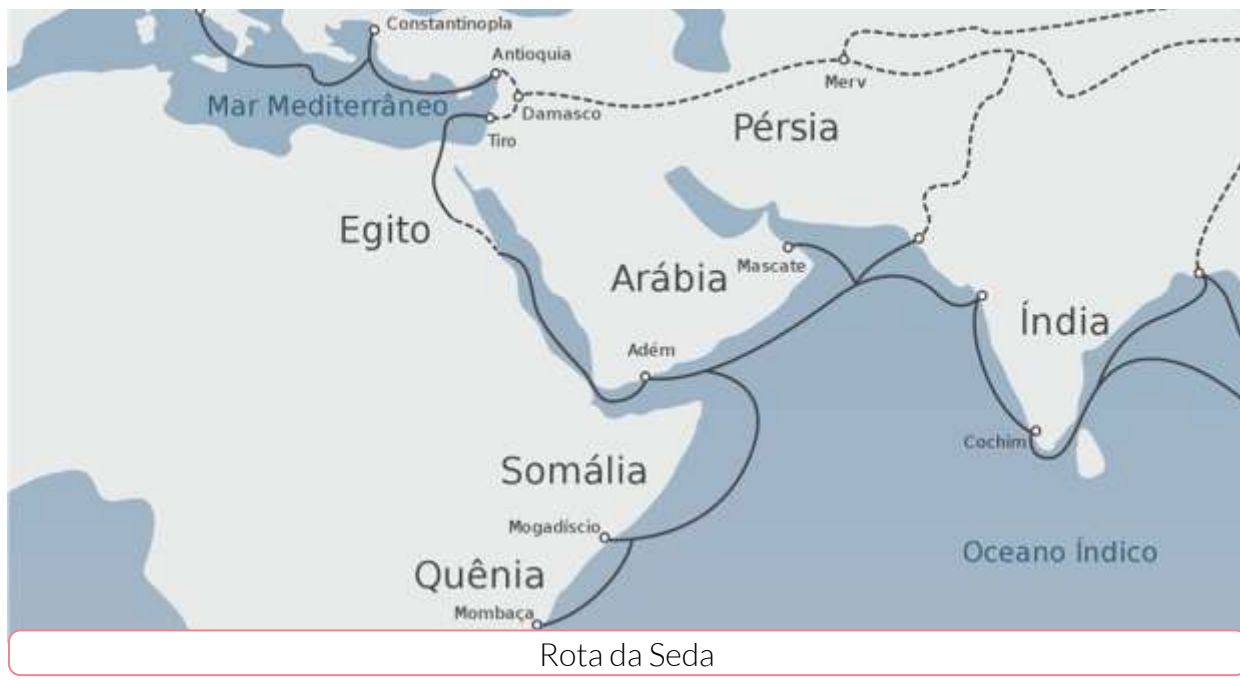 Constantinopla
Antioquia
Merv
Mar Mediterrâneo
Damasco
Pérsia
Tiro
Egito
Mascate
Arábia
Índia
Adém
Cochim
Somália
Mogadíscio
Oceano Índico
Quênia
Mombaça
Rota da Seda